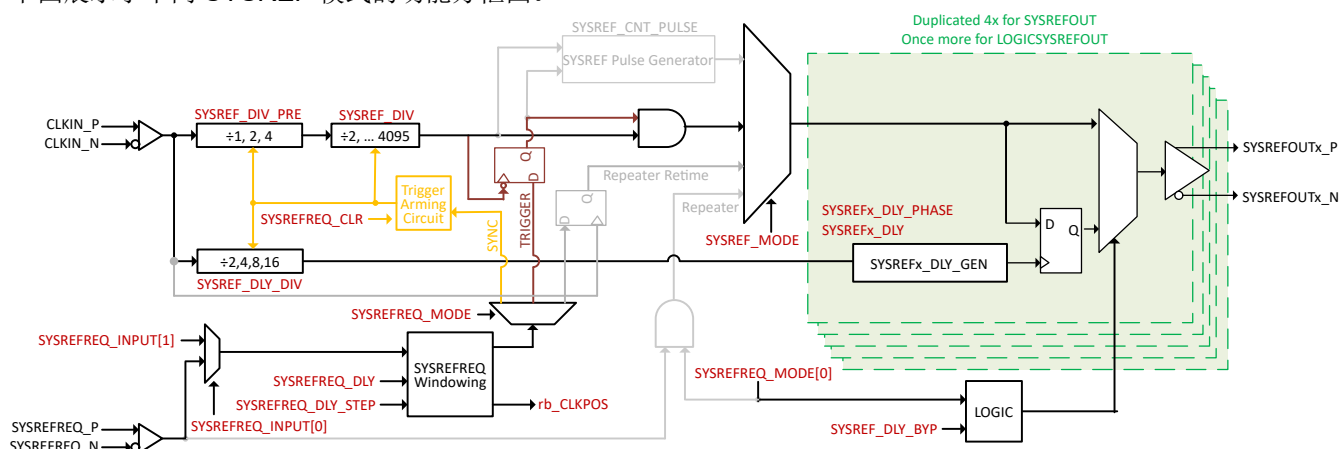 SYSREF
Duplicated 4x for SYSREFOUT
Once more for LOGICSYSREFOUT
SYSREF_CNT_PULSE
SYSREF Pulse Generator
SYSREF_DIV_PRE
SYSREF_DIV
CLKIN_P
CLKIN_N
÷1, 2, 4
÷2, ... 4095
Q
D
Trigger
Arming
Circuit
SYSREFREQ_CLR
SYNC
TRIGGER
Repeater Retime
Q
D
Repeater
SYSREF_MODE
SYSREFx_DLY_PHASE
SYSREFx_DLY
SYSREFx_DLY_GEN
D
Q
SYSREFOUTx_P
SYSREFOUTx_N
÷2,4,8,16
SYSREF_DLY_DIV
SYSREFREQ_MODE
SYSREFREQ_INPUT[1]
SYSREFREQ
Windowing
SYSREFREQ_DLY
SYSREFREQ_DLY_STEP
rb_CLKPOS
SYSREFREQ_INPUT[0]
SYSREFREQ_MODE[0]
LOGIC
SYSREF_DLY_BYP
SYSREFREQ_P
SYSREFREQ_N